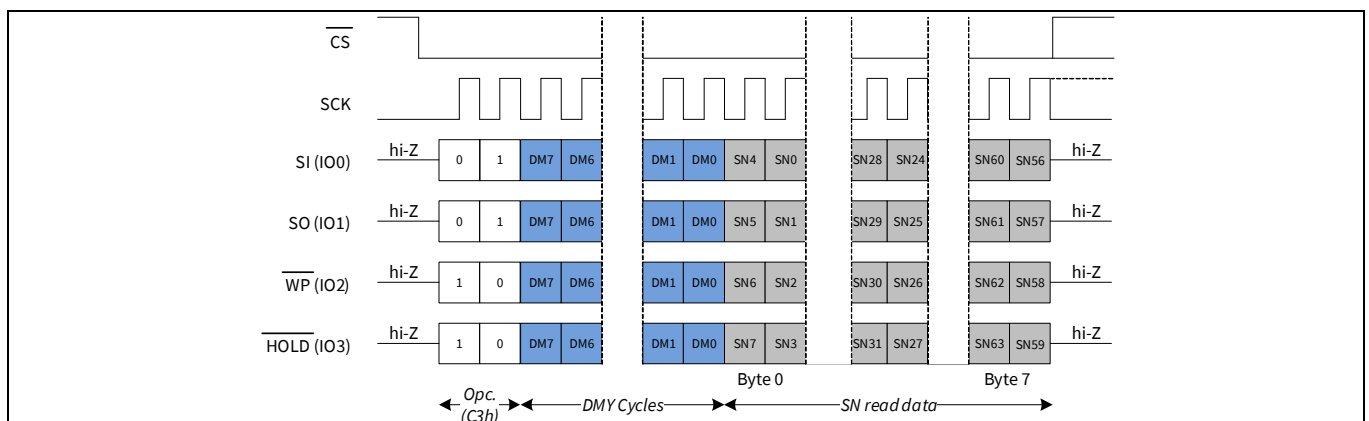 CS
SCK
SI (IO0) hi-Z 0 1 DM7 DM6 DM1 DM0 SN4 SN0 SN28 SN24 SN60 SN56 hi-Z
SO (IO1) hi-Z 0 1 DM7 DM6 DM1 DM0 SN5 SN1 SN29 SN25 SN61 SN57 hi-Z
WP (IO2) hi-Z 1 0 DM7 DM6 DM1 DM0 SN6 SN2 SN30 SN26 SN62 SN58 hi-Z
HOLD (IO3) hi-Z 1 0 DM7 DM6 DM1 DM0 SN7 SN3 SN31 SN27 SN63 SN59 hi-Z
Byte 0 Byte 7
Opc. DMY Cycles SN read data
(C3h)